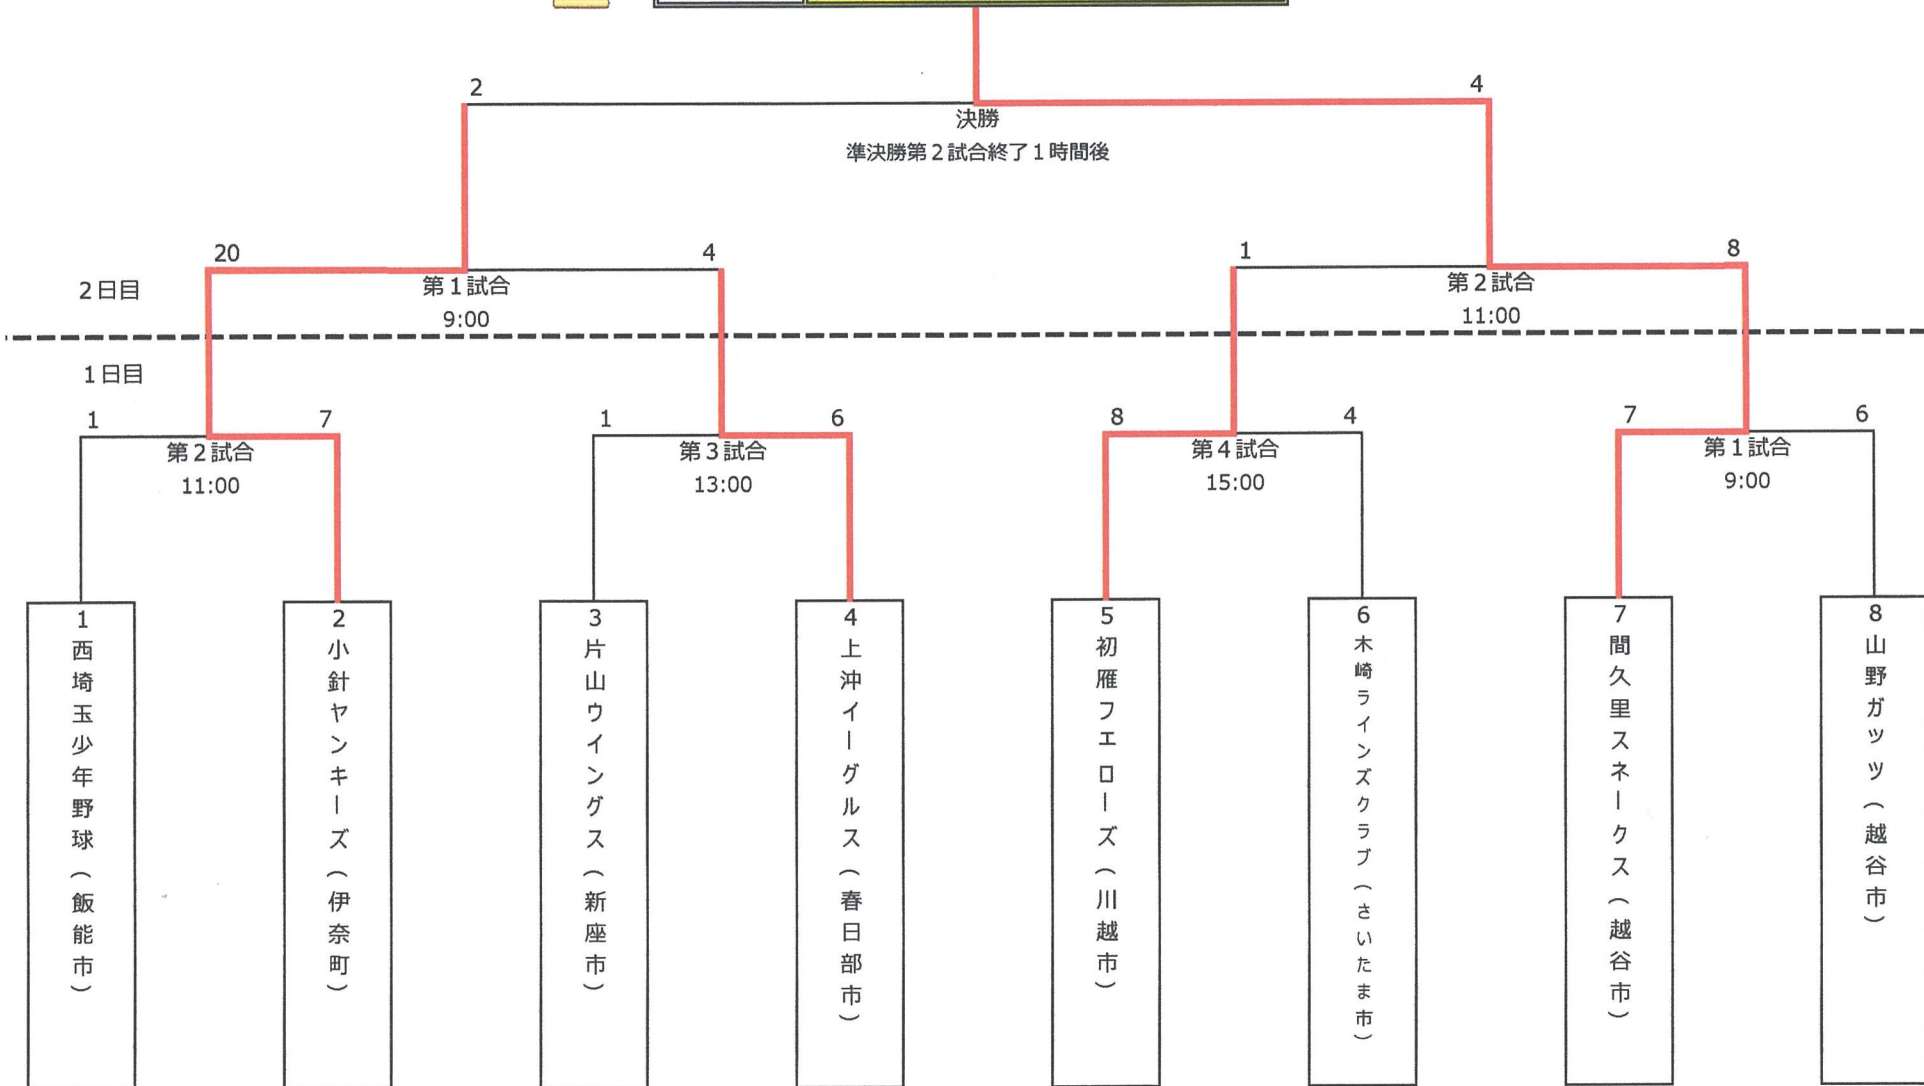 2
4
決勝
準決勝第2試合終了1時間後
20
4
1
8
第1試合
9:00
第2試合
11:00
2日目
1日目
1
7
1
6
8
4
7
6
第2試合
11:00
第3試合
13:00
第4試合
15:00
第1試合
9:00
1
西埼玉少年野球(飯能市)
2
小針ヤンキーズ(伊奈町)
3
片山ウイングス(新座市)
4
上沖イーグルス(春日部市)
5
初雁フェローズ(川越市)
6
木崎ラインズクラブ(さいたま市)
7
間久里スネークス(越谷市)
8
山野ガッツ(越谷市)